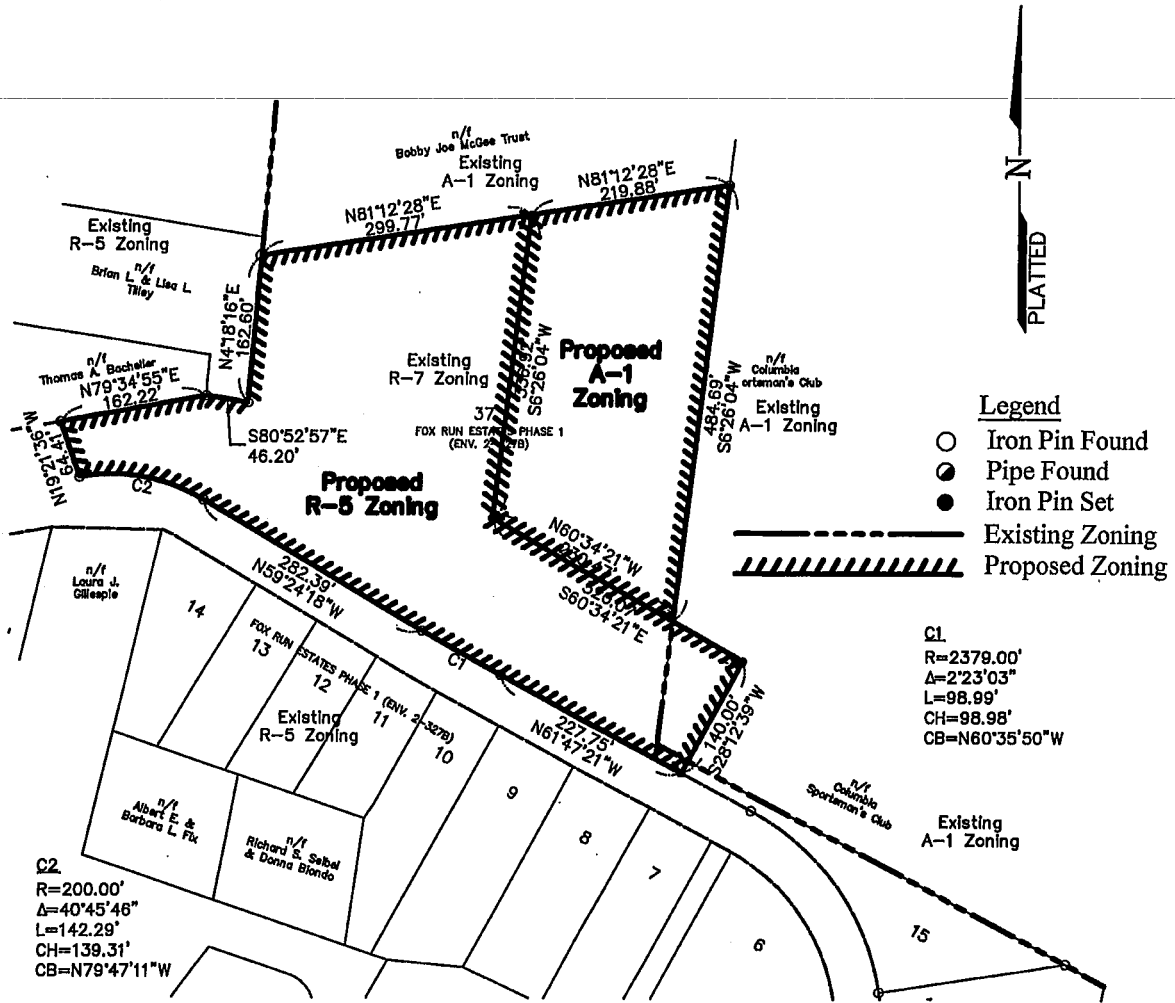 n/f
Bobby Joe McGee Trust
Existing
A-1 Zoning
N81°12'28"E
299.77'
N81°12'28"E
219.88'
N
PLATTED
Existing
R-5 Zoning
n/f
Brian L. & Lisa L.
Tilley
N4°18'16"E
162.60'
n/f
Thomas A. Bacheller
N79°34'55"E
162.22'
S80°52'57"E
46.20'
N19°21'36"W
64.41'
C2
Existing
R-7 Zoning
37
FOX RUN ESTATES PHASE 1
S6°26'04"W
Proposed
A-1
Zoning
484.69'
S6°26'04"W
n/f
Columbia
ortsman's Club
Existing
A-1 Zoning
Proposed
R-5 Zoning
N60°34'21"W
S60°34'21"E
282.39'
N59°24'18"W
C1
227.75'
N61°47'21"W
140.00'
S28°12'39"W
Legend
Iron Pin Found
Pipe Found
Iron Pin Set
Existing Zoning
Proposed Zoning
C1
R=2379.00'
Δ=2°23'03"
L=98.99'
CH=98.98'
CB=N60°35'50"W
n/f
Laura J.
Gillespie
14
13
12
11
10
9
8
7
6
15
FOX RUN ESTATES PHASE 1 (ENV. 2-327B)
Existing
R-5 Zoning
n/f
Albert E. &
Barbara L. Fix
n/f
Richard S. Seibel
& Donna Biondo
n/f
Columbia
Sportsman's Club
Existing
A-1 Zoning
C2
R=200.00'
Δ=40°45'46"
L=142.29'
CH=139.31'
CB=N79°47'11"W